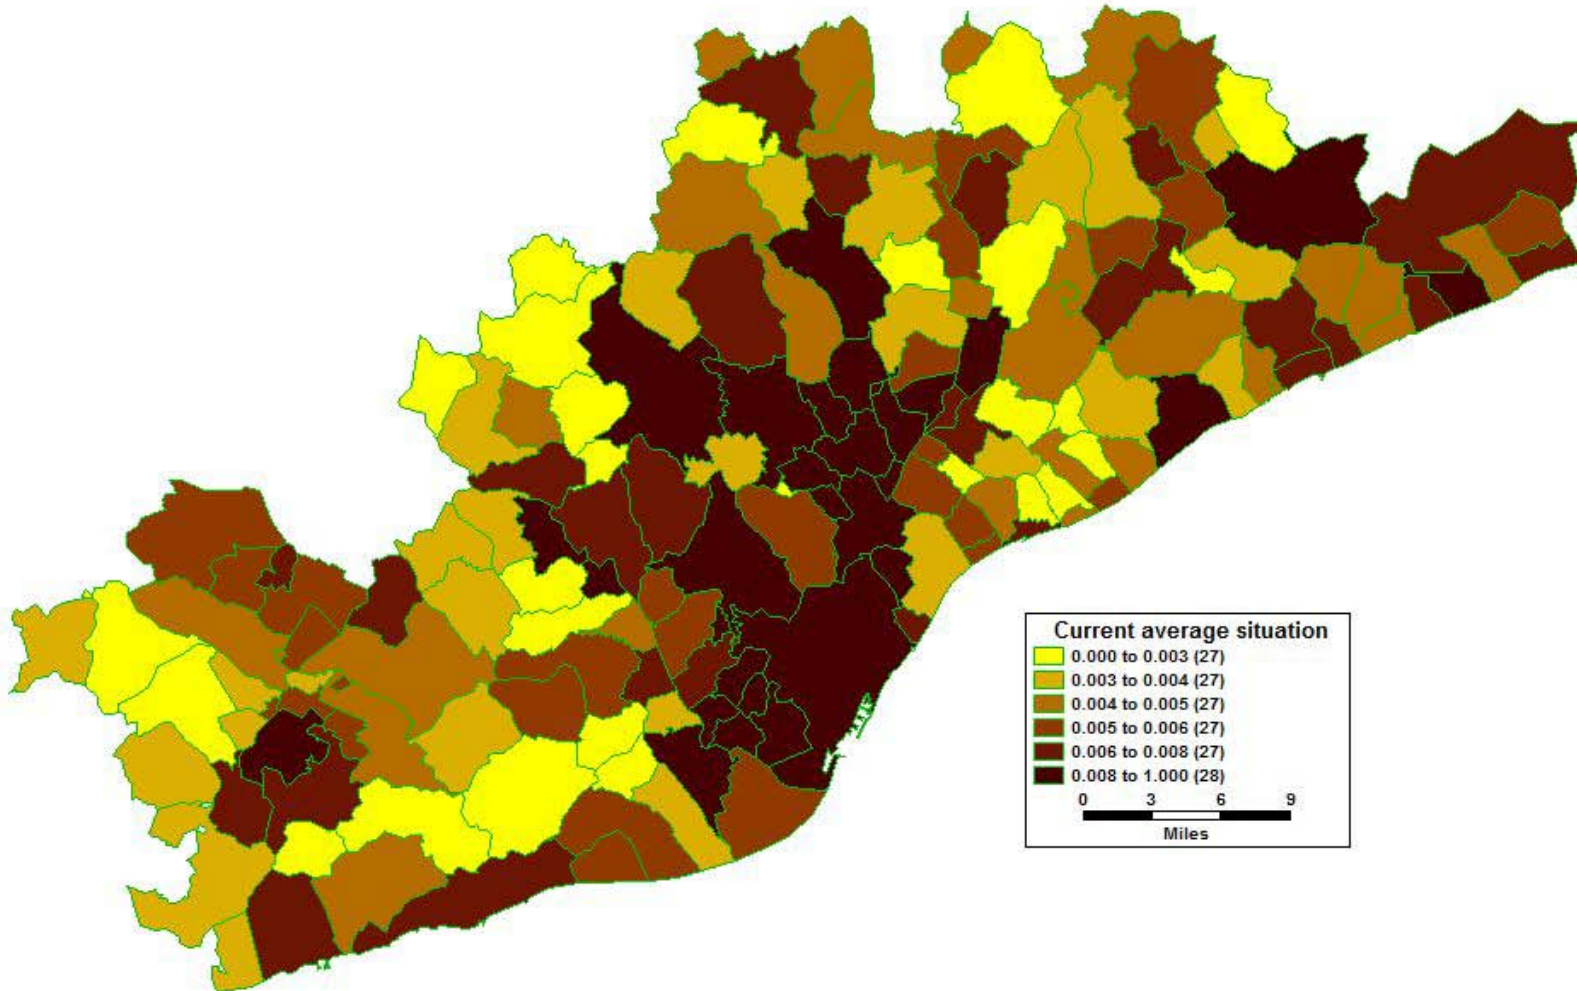 Current average situation
0.000 to 0.003 (27)
0.003 to 0.004 (27)
0.004 to 0.005 (27)
0.005 to 0.006 (27)
0.006 to 0.008 (27)
0.008 to 1.000 (28)
0 3 6 9
Miles